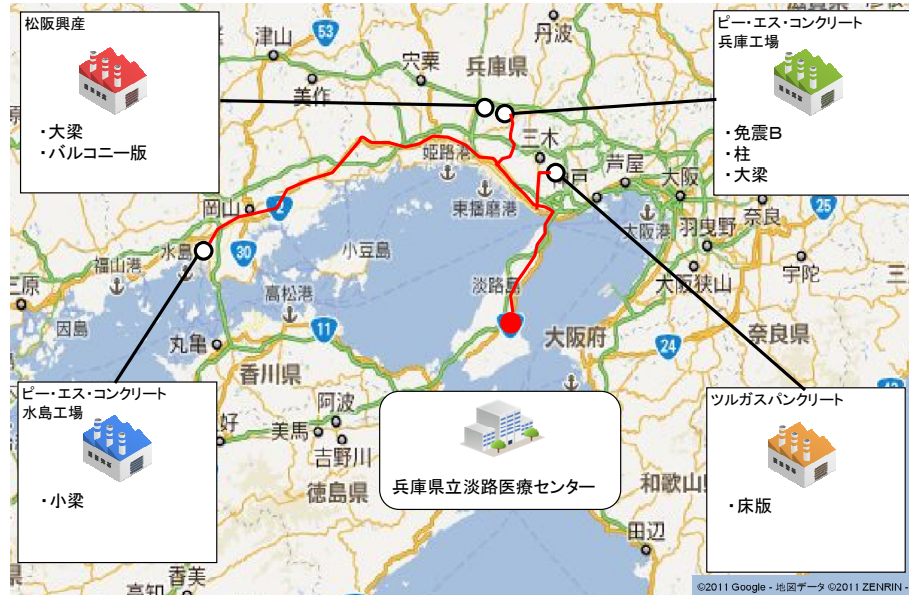 松阪興産
・大梁
・バルコニー版
ピー・エス・コンクリート
兵庫工場
・免震B
・柱
・大梁
ピー・エス・コンクリート
水島工場
・小梁
ツルガスパンクリート
・床版
兵庫県立淡路医療センター
津山
53
美作
宍粟
兵庫県
丹波
三木
姫路港
芦屋
神戸
大阪
奈良
25
東播磨港
大阪港
羽曳野
宇陀
大阪狭山
岡山
2
30
水島
福山港
小豆島
淡路島
三原
因島
高松港
11
丸亀
香川県
大阪府
24
奈良県
阿波
美馬
吉野川
徳島県
和歌山県
田辺
香美
高知
©2011 Google - 地図データ ©2011 ZENRIN -